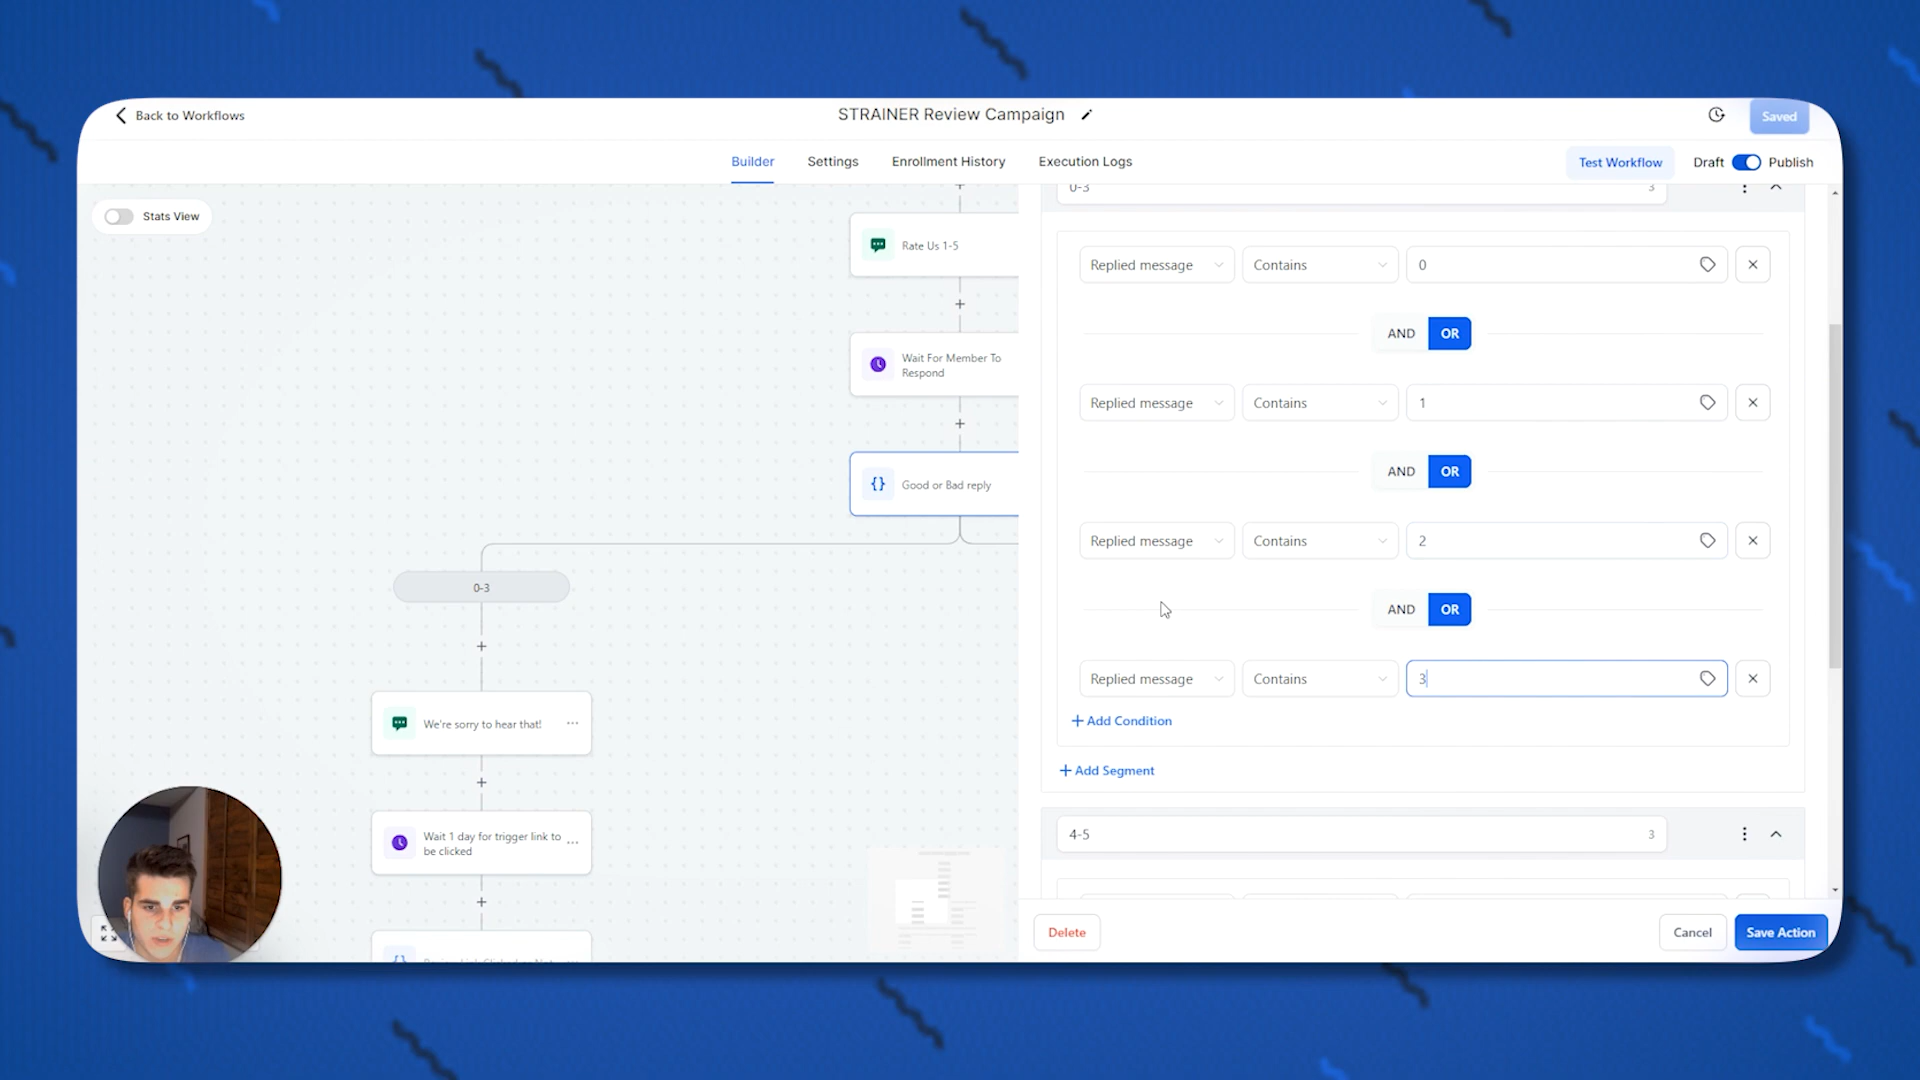 Back to Workflows
STRAINER Review Campaign
Saved
Builder
Settings
Enrollment History
Execution Logs
Test Workflow
Draft
Publish
Stats View
Rate Us 1-5
Wait For Member To
Respond
Good or Bad reply
0-3
We're sorry to hear that!
Wait 1 day for trigger link to
be clicked
0-3
3
Replied message
Contains
0
AND
OR
Replied message
Contains
1
AND
OR
Replied message
Contains
2
AND
OR
Replied message
Contains
3
+ Add Condition
+ Add Segment
4-5
3
Delete
Cancel
Save Action